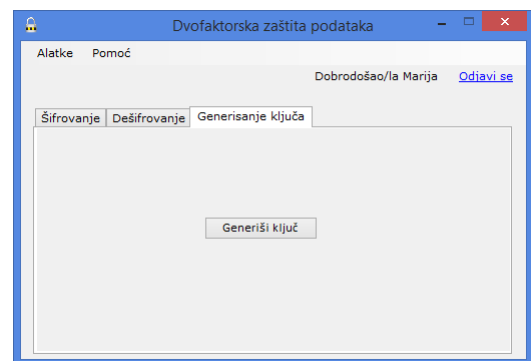 Dvofaktorska zaštita podataka
Alatke Pomoć
Dobrodošao/la Marija Odjavi se
Šifrovanje Dešifrovanje Generisanje ključa
Generiši ključ